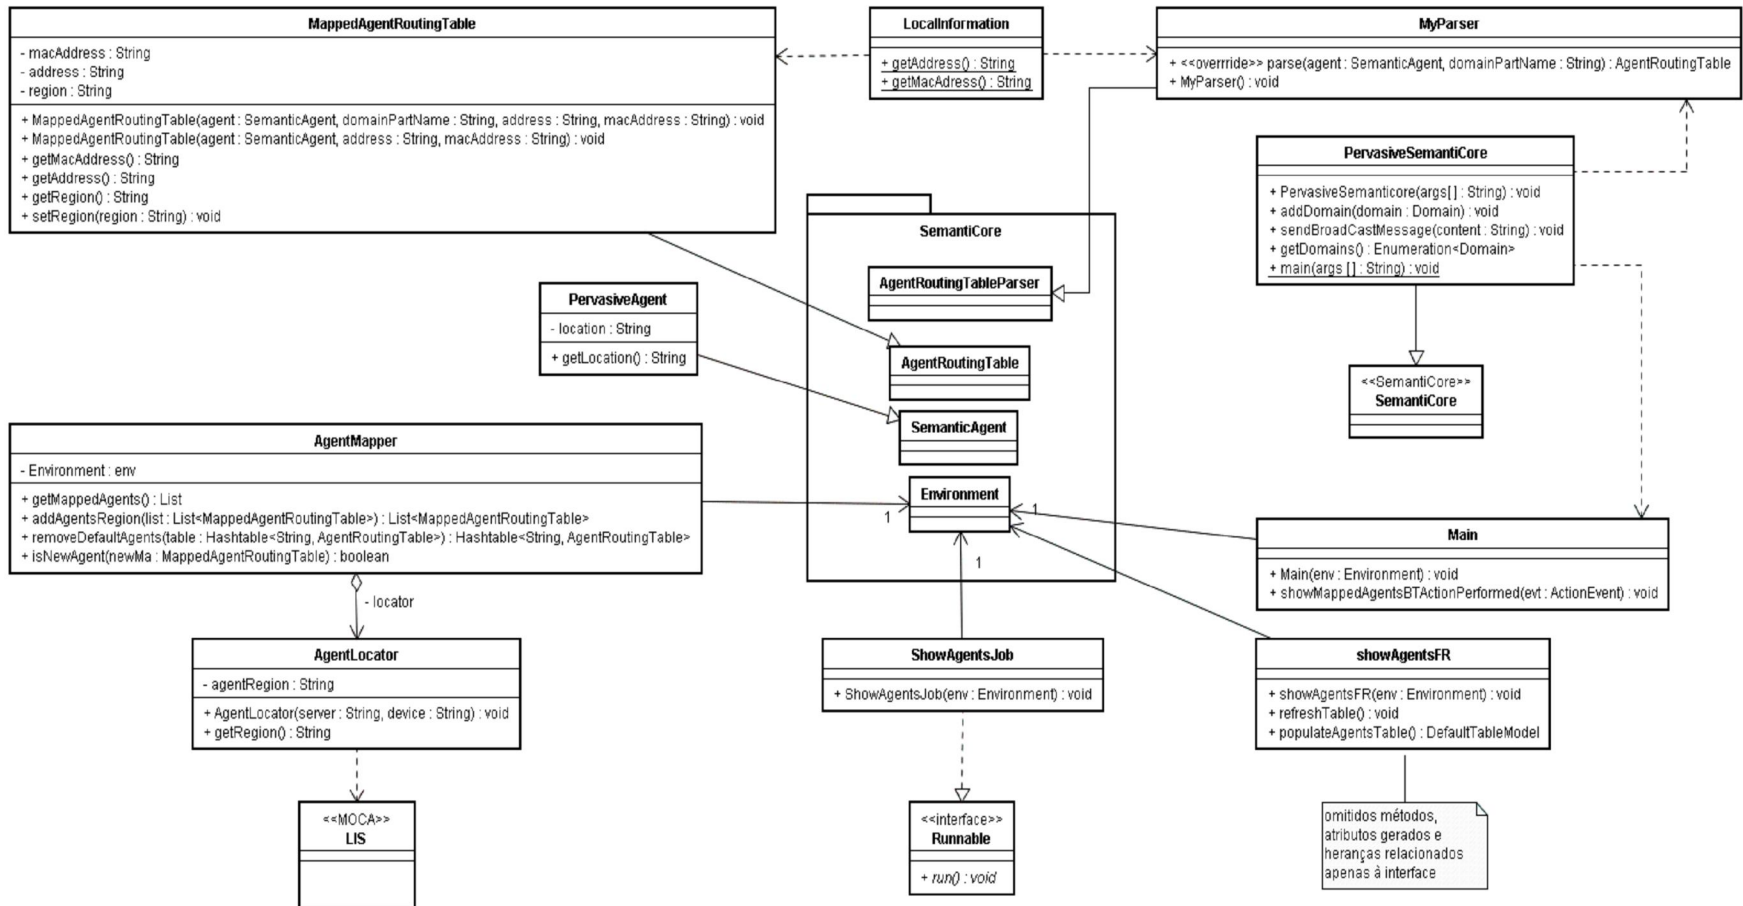 MappedAgentRoutingTable
- macAddress : String
- address : String
- region : String
+ MappedAgentRoutingTable(agent : SemanticAgent, domainPartName : String, address : String, macAddress : String) : void
+ MappedAgentRoutingTable(agent : SemanticAgent, address : String, macAddress : String) : void
+ getMacAddress() : String
+ getAddress() : String
+ getRegion() : String
+ setRegion(region : String) : void
LocalInformation
+ getAddress() : String
+ getMacAdress() : String
MyParser
+ <<overrride>> parse(agent : SemanticAgent, domainPartName : String) : AgentRoutingTable
+ MyParser() : void
PervasiveSemantiCore
+ PervasiveSemanticore(args[ ] : String) : void
+ addDomain(domain : Domain) : void
+ sendBroadCastMessage(content : String) : void
+ getDomains() : Enumeration<Domain>
+ main(args [ ] : String) : void
SemantiCore
AgentRoutingTableParser
AgentRoutingTable
SemanticAgent
Environment
PervasiveAgent
- location : String
+ getLocation() : String
<<SemantiCore>>
SemantiCore
AgentMapper
- Environment : env
+ getMappedAgents() : List
+ addAgentsRegion(list : List<MappedAgentRoutingTable>) : List<MappedAgentRoutingTable>
+ removeDefaultAgents(table : Hashtable<String, AgentRoutingTable>) : Hashtable<String, AgentRoutingTable>
+ isNewAgent(newMa : MappedAgentRoutingTable) : boolean
1
1
1
- locator
Main
+ Main(env : Environment) : void
+ showMappedAgentsBTActionPerformed(evt : ActionEvent) : void
AgentLocator
- agentRegion : String
+ AgentLocator(server : String, device : String) : void
+ getRegion() : String
ShowAgentsJob
+ ShowAgentsJob(env : Environment) : void
showAgentsFR
+ showAgentsFR(env : Environment) : void
+ refreshTable() : void
+ populateAgentsTable() : DefaultTableModel
<<MOCA>>
LIS
<<interface>>
Runnable
+ run() : void
omitidos métodos,
atributos gerados e
heranças relacionados
apenas à interface